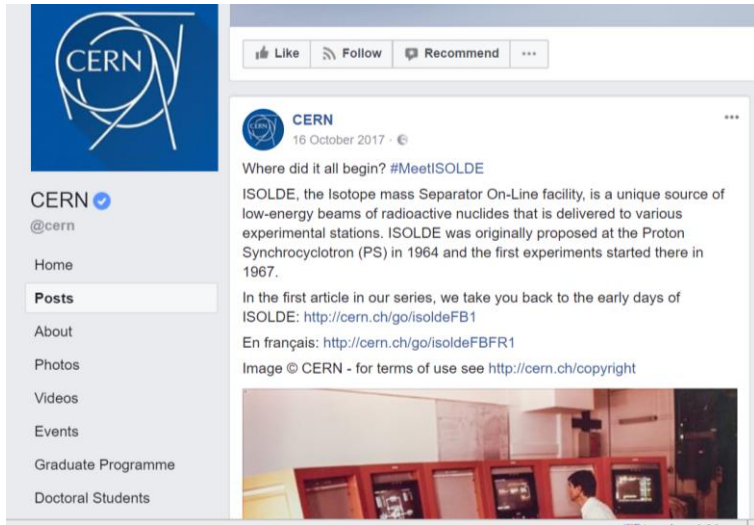 CERN
Like
Follow
Recommend
...
CERN
@cern
Home
Posts
About
Photos
Videos
Events
Graduate Programme
Doctoral Students
CERN
CERN
16 October 2017
...
Where did it all begin? #MeetISOLDE
ISOLDE, the Isotope mass Separator On-Line facility, is a unique source of
low-energy beams of radioactive nuclides that is delivered to various
experimental stations. ISOLDE was originally proposed at the Proton
Synchrocyclotron (PS) in 1964 and the first experiments started there in
1967.
In the first article in our series, we take you back to the early days of
ISOLDE: http://cern.ch/go/isoldeFB1
En français: http://cern.ch/go/isoldeFBFR1
Image © CERN - for terms of use see http://cern.ch/copyright